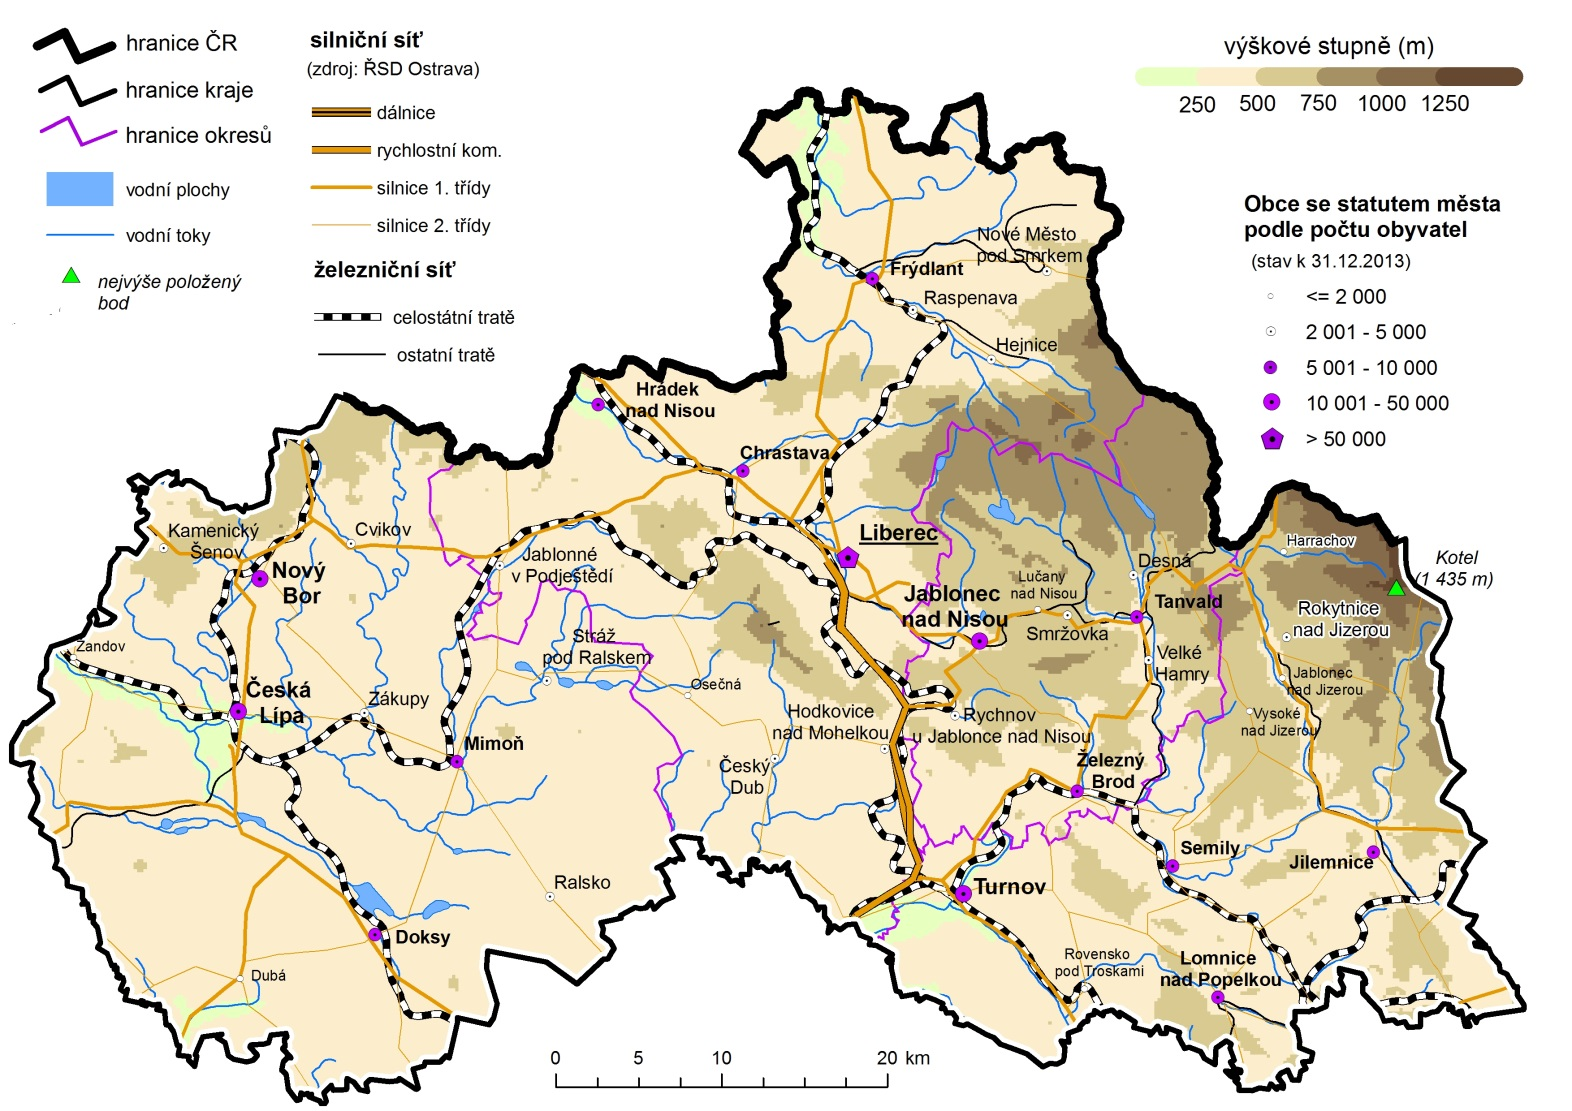 hranice ČR
hranice kraje
hranice okresů
vodní plochy
vodní toky
nejvýše položený
bod
silniční síť
(zdroj: ŘSD Ostrava)
dálnice
rychlostní kom.
silnice 1. třídy
silnice 2. třídy
železniční síť
celostátní tratě
ostatní tratě
výškové stupně (m)
250 500 750 1000 1250
Obce se statutem města
podle počtu obyvatel
(stav k 31.12.2013)
<= 2 000
2 001 - 5 000
5 001 - 10 000
10 001 - 50 000
> 50 000
Nové Město
pod Smrkem
Frýdlant
Raspenava
Hejnice
Hrádek
nad Nisou
Chrastava
Kamenický
Šenov
Cvikov
Liberec
Harrachov
Kotel
(1 435 m)
Jablonné
v Podještědí
Desná
Nový
Bor
Lučany
nad Nisou
Jablonec
nad Nisou
Tanvald
Rokytnice
nad Jizerou
Smržovka
Stráž
pod Ralskem
Žandov
Velké
Hamry
Osečná
Jablonec
nad Jizerou
Česká
Lípa
Zákupy
Hodkovice
nad Mohelkou
Rychnov
u Jablonce nad Nisou
Vysoké
nad Jizerou
Mimoň
Český
Dub
Železný
Brod
Semily
Jilemnice
Ralsko
Turnov
Doksy
Rovensko
pod Troskami
Lomnice
nad Popelkou
Dubá
0 5 10 20 km